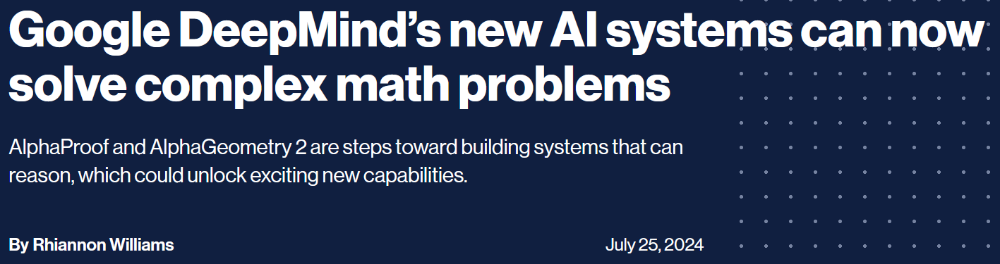 Google DeepMind’s new AI systems can now
solve complex math problems
AlphaProof and AlphaGeometry 2 are steps toward building systems that can
reason, which could unlock exciting new capabilities.
By Rhiannon Williams
July 25, 2024